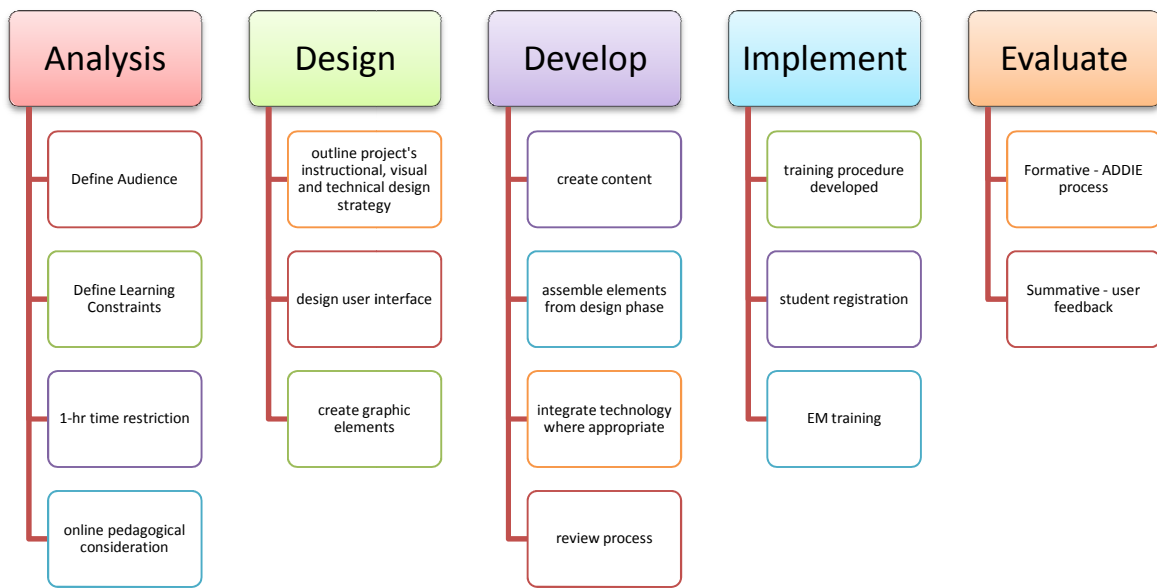 Analysis
Define Audience
Define Learning
Constraints
1-hr time restriction
online pedagogical
consideration
Design
outline project's
instructional, visual
and technical design
strategy
design user interface
create graphic
elements
Develop
create content
assemble elements
from design phase
integrate technology
where appropriate
review process
Implement
training procedure
developed
student registration
EM training
Evaluate
Formative - ADDIE
process
Summative - user
feedback